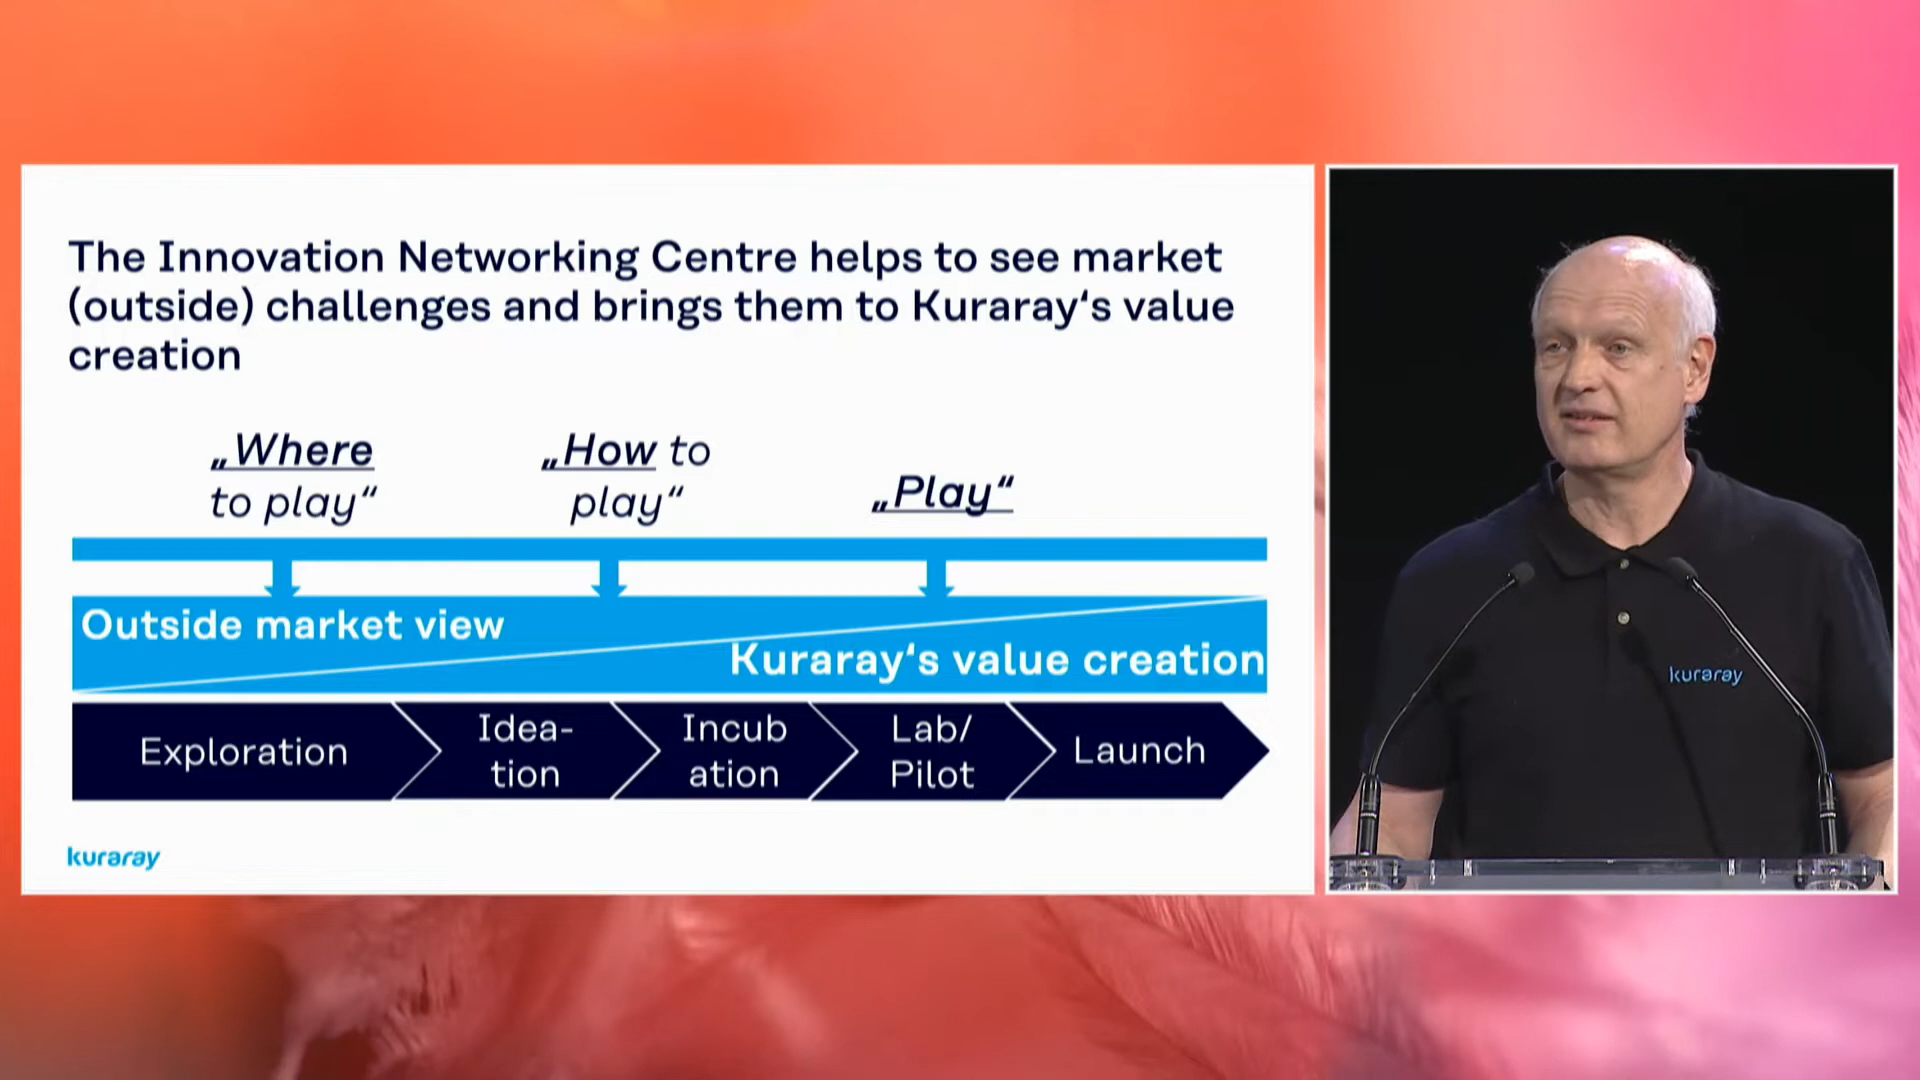 The Innovation Networking Centre helps to see market
(outside) challenges and brings them to Kuraray‘s value
creation
„Where
to play“
„How to
play“
„Play“
Outside market view
Kuraray‘s value creation
Exploration
Idea-
tion
Incub
ation
Lab/
Pilot
Launch
kuraray
kuraray